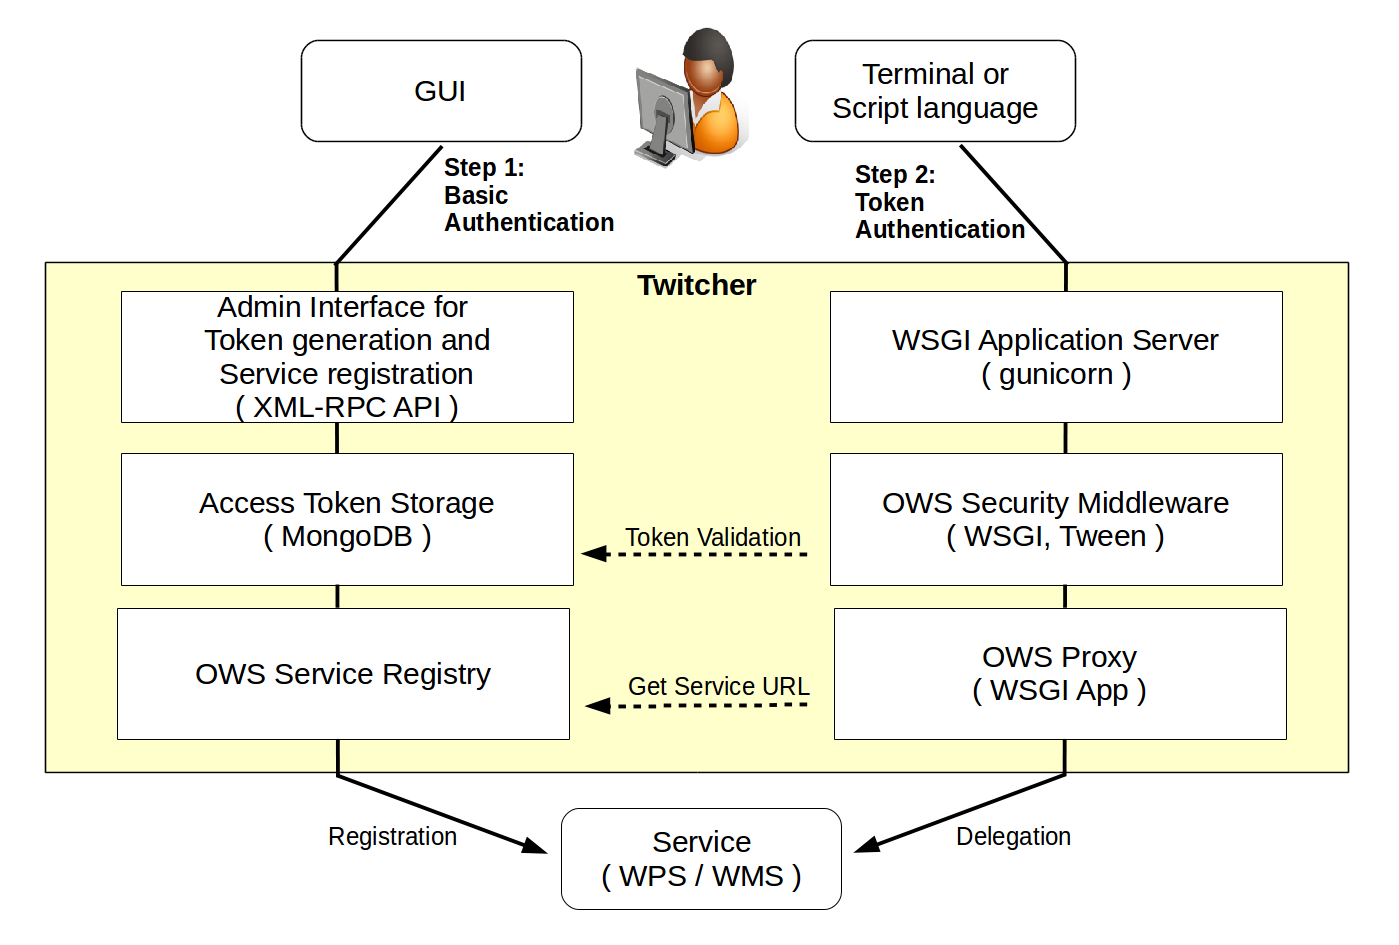 GUI
Terminal or
Script language
Step 1:
Basic
Authentication
Step 2:
Token
Authentication
Twitcher
Admin Interface for
Token generation and
Service registration
( XML-RPC API )
WSGI Application Server
( gunicorn )
Access Token Storage
( MongoDB )
Token Validation
OWS Security Middleware
( WSGI, Tween )
OWS Service Registry
Get Service URL
OWS Proxy
( WSGI App )
Registration
Service
( WPS / WMS )
Delegation